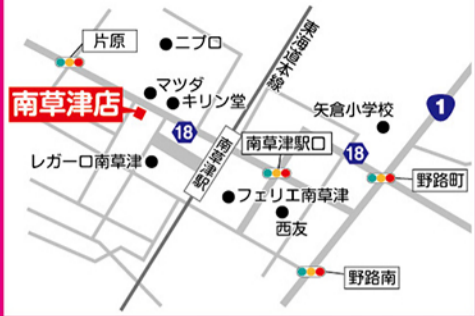 片原
ニプロ
東海道本線
マツダ
キリン堂
南草津店
矢倉小学校
1
18
南草津駅口
18
レガーロ南草津
南草津駅
野路町
フェリエ南草津
西友
野路南